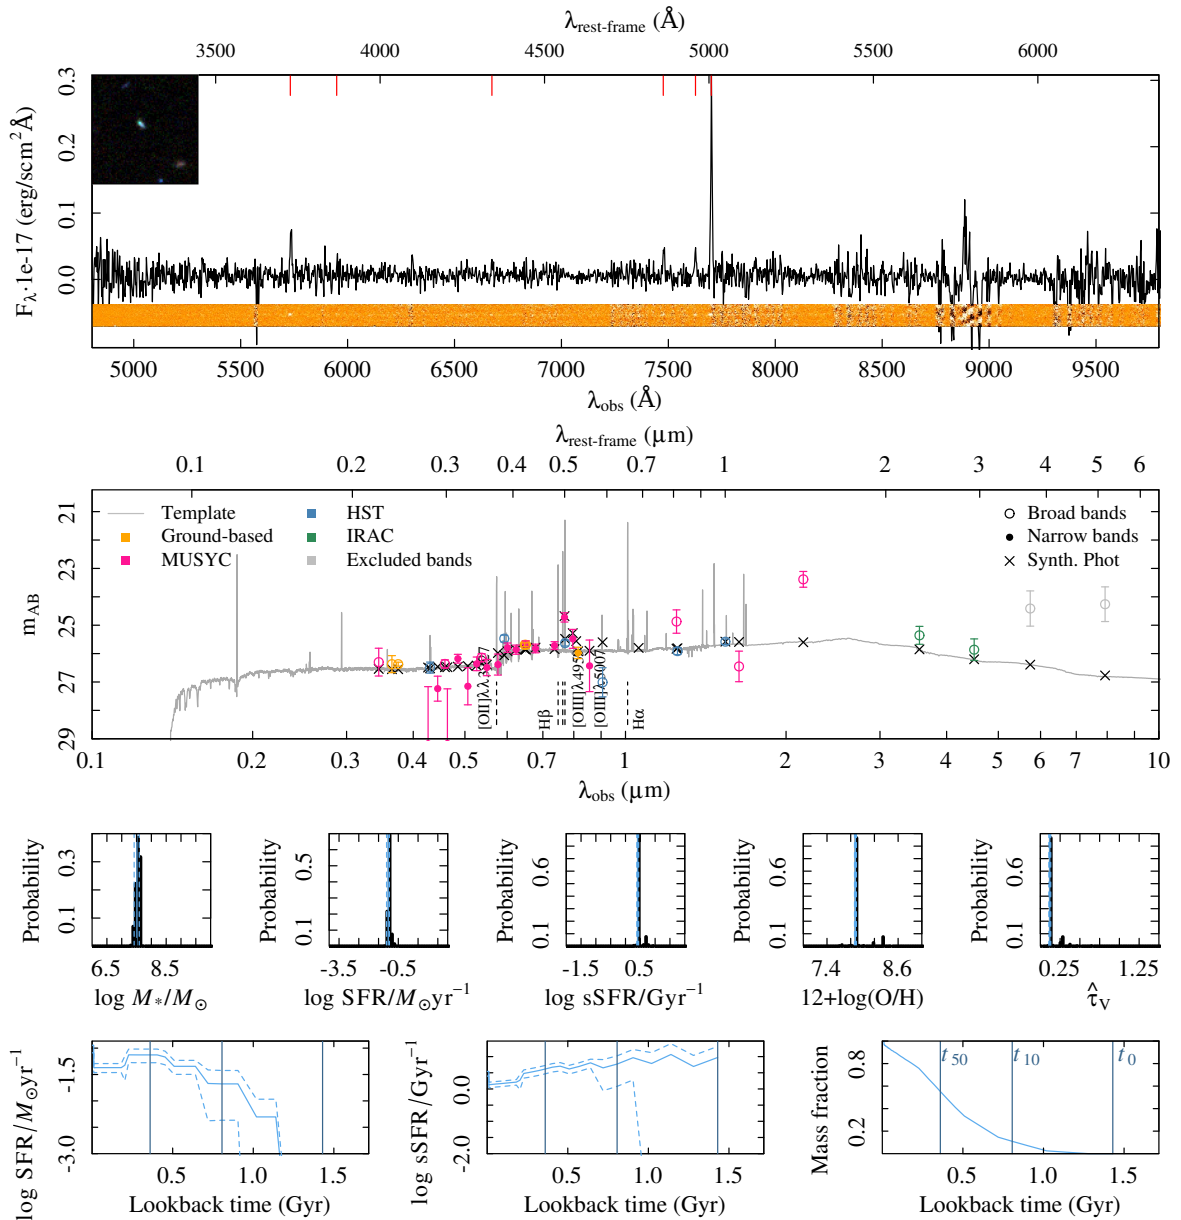 λrest-frame (Å)
3500 4000 4500 5000 5500 6000
Fλ·1e-17 (erg/scm²Å)
0.0 0.1 0.2 0.3
5000 5500 6000 6500 7000 7500 8000 8500 9000 9500
λobs (Å)
λrest-frame (μm)
0.1 0.2 0.3 0.4 0.5 0.7 1 2 3 4 5 6
mAB
21 23 25 27 29
Template
Ground-based
MUSYC
HST
IRAC
Excluded bands
Broad bands
Narrow bands
Synth. Phot
[OII]λλ3727
Hβ
[OIII]λ4959
[OIII]λ5007
Hα
0.1 0.2 0.3 0.4 0.5 0.7 1 2 3 4 5 6 7 10
λobs (μm)
Probability
0.1 0.3
6.5 8.5
log M*/M⊙
Probability
0.1 0.5
-3.5 -0.5
log SFR/M⊙yr⁻¹
Probability
0.1 0.6
-1.5 0.5
log sSFR/Gyr⁻¹
Probability
0.1 0.6
7.4 8.6
12+log(O/H)
Probability
0.1 0.6
0.25 1.25
τ̂V
log SFR/M⊙yr⁻¹
-3.0 -1.5
0.0 0.5 1.0 1.5
Lookback time (Gyr)
log sSFR/Gyr⁻¹
-2.0 0.0
0.0 0.5 1.0 1.5
Lookback time (Gyr)
Mass fraction
0.2 0.8
t50 t10 t0
0.0 0.5 1.0 1.5
Lookback time (Gyr)